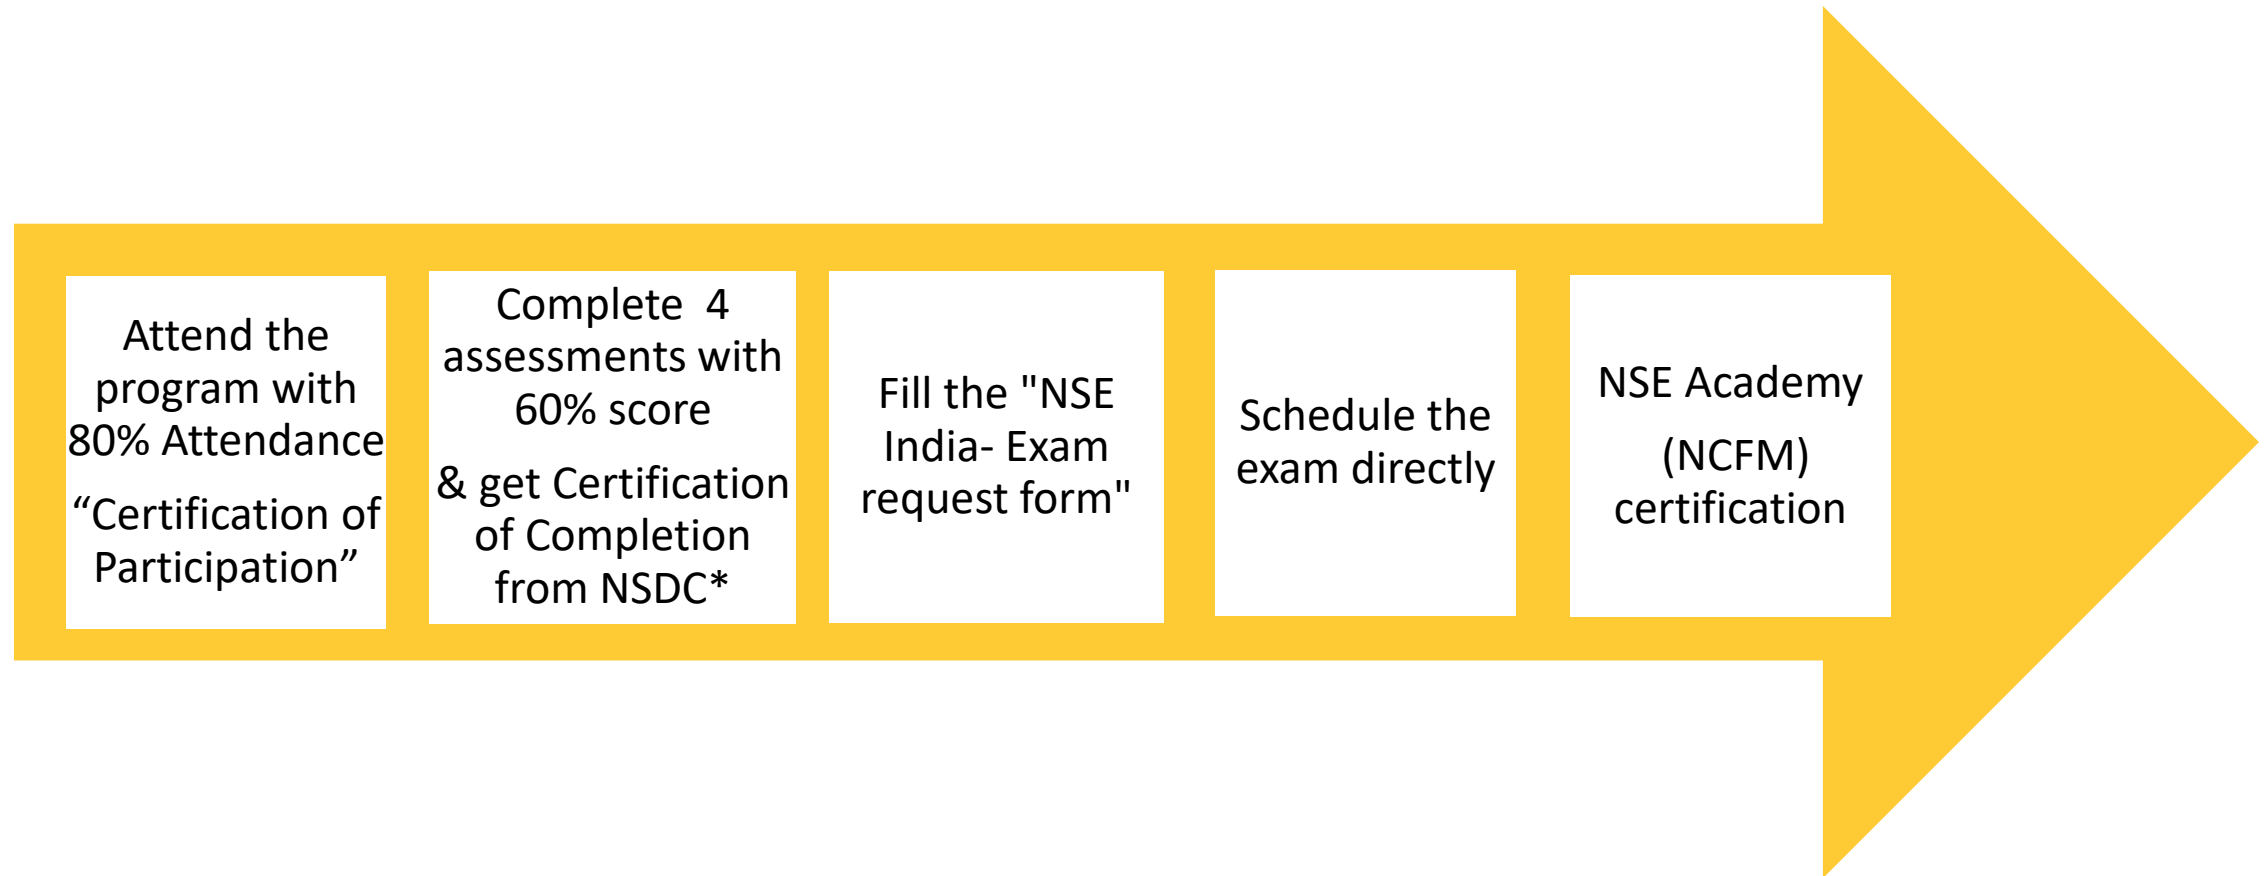 Attend the
program with
80% Attendance
“Certification of
Participation”
Complete  4
assessments with
60% score
& get Certification
of Completion
from NSDC*
Fill the "NSE
India- Exam
request form"
Schedule the
exam directly
NSE Academy
(NCFM)
certification